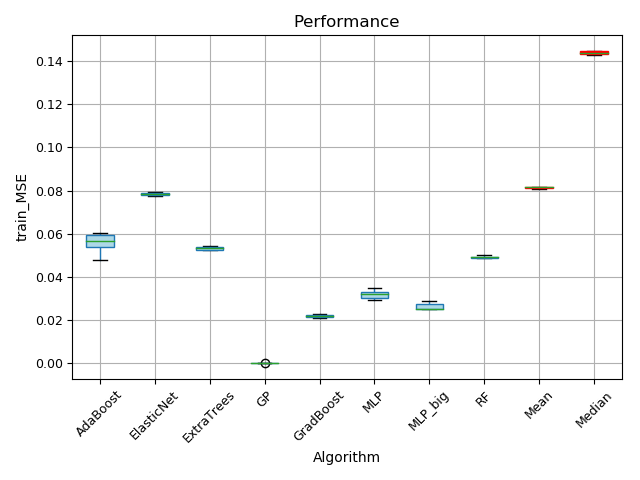 Performance
0.14
0.12
0.10
0.08
0.06
0.04
0.02
0.00
train_MSE
AdaBoost
ElasticNet
ExtraTrees
GP
GradBoost
MLP
MLP_big
RF
Mean
Median
Algorithm